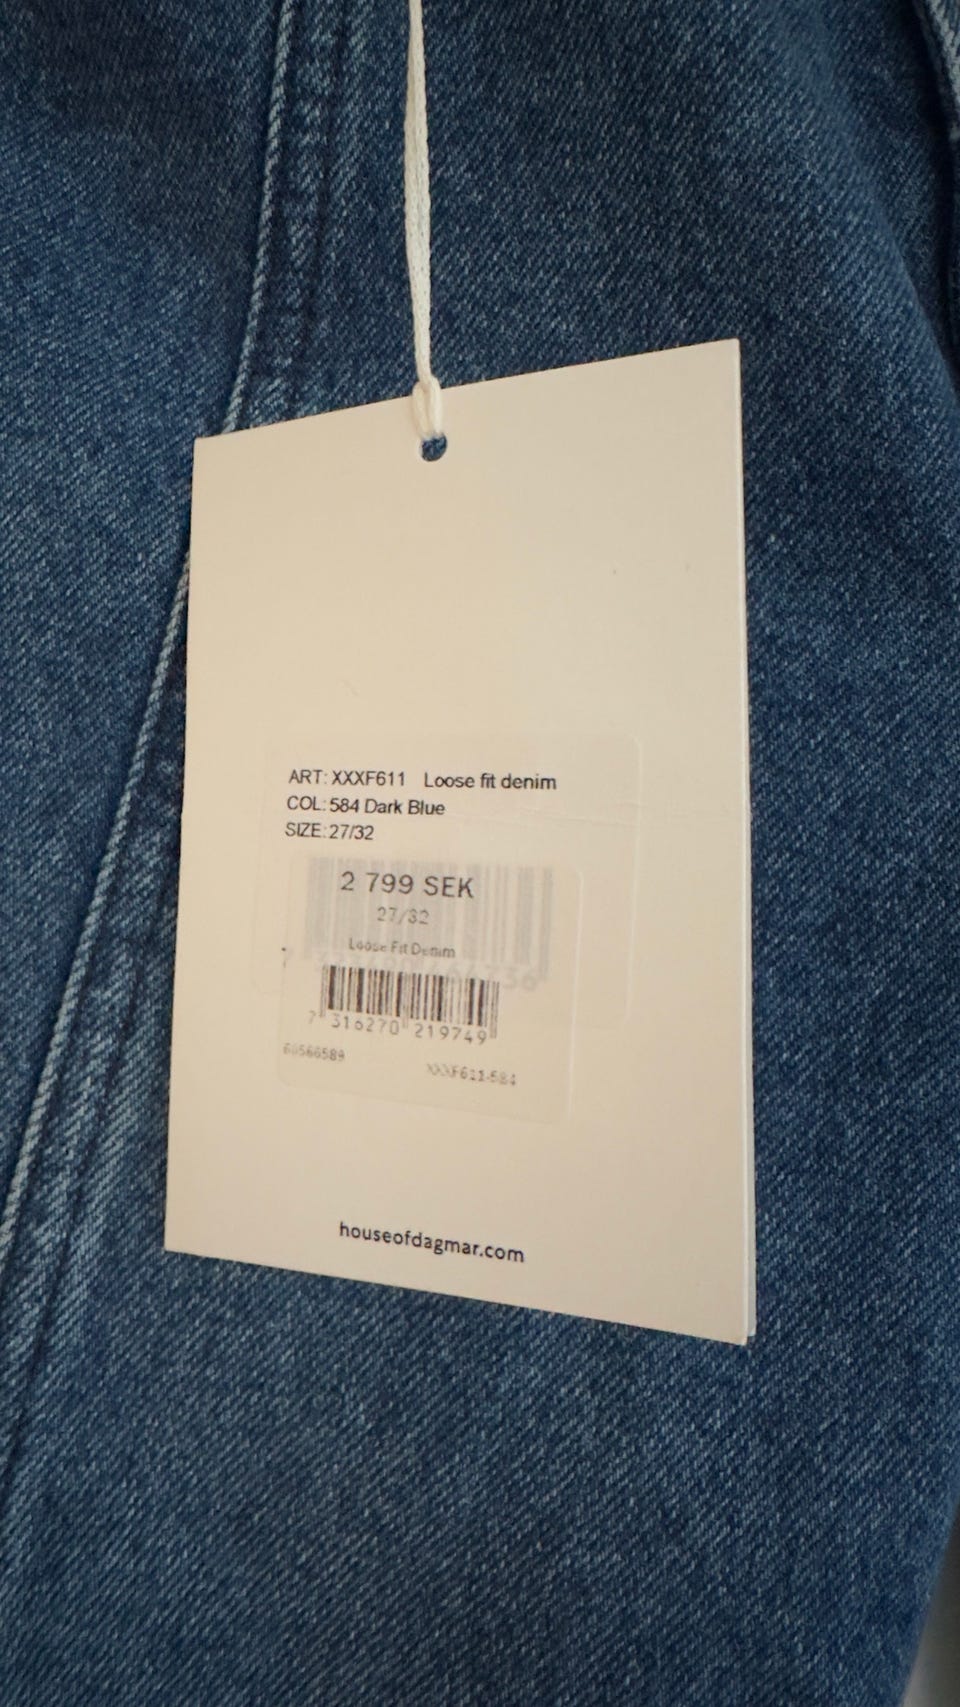 ART: XXXF611 Loose fit denim
COL: 584 Dark Blue
SIZE: 27/32
2 799 SEK
27/32
Loose Fit Denim
7 316270 219749
XXXF611-584
houseofdagmar.com